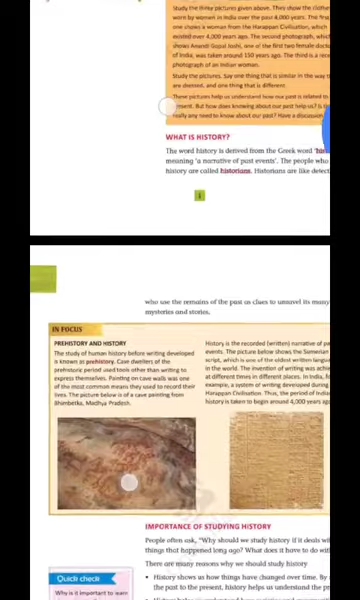 Study the three pictures given above. They show the clothes
worn by women in India over the past 4,000 years. The first
one shows a woman from the Harappan Civilisation, which
ended over 4,000 years ago. The second photograph, which
shows Anandi Gopal Joshi, one of the first two female doctors
of India, was taken around 150 years ago. The third is a recent
photograph of an Indian woman.
Study the pictures. Say one thing that is similar in the way the
are dressed, and one thing that is different.
These pictures help us understand how our past is related to
present. But how does knowing about our past help us? Is
really any need to know about our past? Have a discussion
WHAT IS HISTORY?
The word history is derived from the Greek word
meaning 'a narrative of past events'. The people who
history are called historians. Historians are like detect
who use the remains of the past as clues to unravel its many
mysteries and stories.
IN FOCUS
PREHISTORY AND HISTORY
The study of human history before writing developed
is known as prehistory. Cave dwellers of the
prehistoric period used tools other than writing to
express themselves. Painting on cave walls was one
of the most common means they used to record their
lives. The picture below is of a cave painting from
Bhimbetka, Madhya Pradesh.
History is the recorded (written) narrative of pa
events. The picture below shows the Sumerian
script, which is one of the oldest written langua
in the world. The invention of writing was achie
at different times in different places. In India, fo
example, a system of writing developed during
Harappan Civilisation. Thus, the period of Indian
history is taken to begin around 4,000 years ago
IMPORTANCE OF STUDYING HISTORY
People often ask, "Why should we study history if it deals wi
things that happened long ago? What does it have to do wit
There are many reasons why we should study history
• History shows us how things have changed over time. By
the past to the present, history helps us understand the pr
Quick check
Why is it important to learn